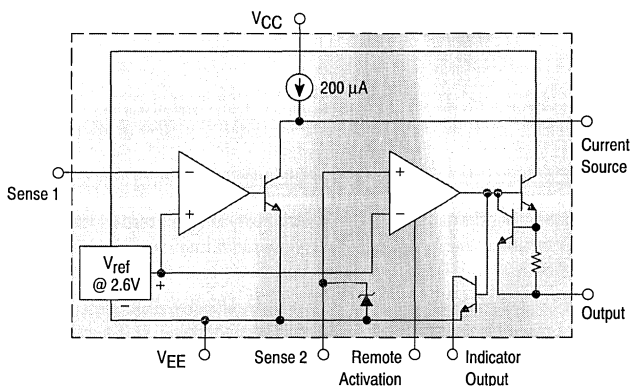 VCC
200 µA
Current
Source
Sense 1
−
+
+
−
Vref
@ 2.6V
+
−
Output
VEE
Sense 2
Remote
Activation
Indicator
Output